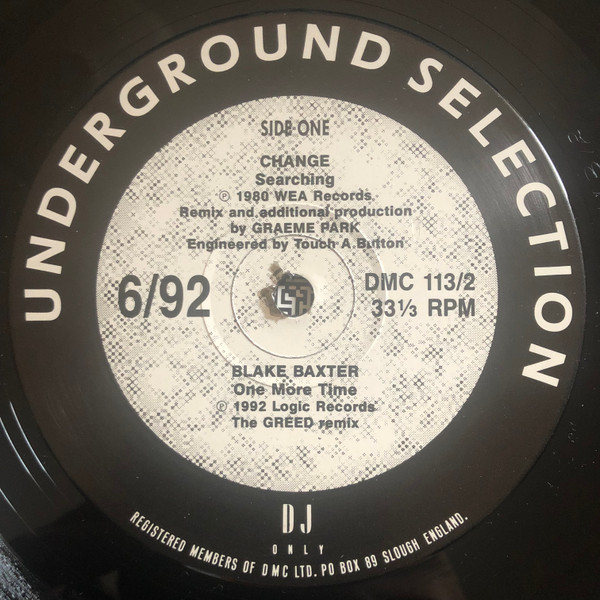 UNDERGROUND SELECTION
SIDE ONE
CHANGE
Searching
℗ 1980 WEA Records
Remix and additional production
by GRAEME PARK
Engineered by Touch A Button
6/92
DMC 113/2
33⅓ RPM
BLAKE BAXTER
One More Time
℗ 1992 Logic Records
The GREED remix
DJ
ONLY
REGISTERED MEMBERS OF DMC LTD. PO BOX 89 SLOUGH ENGLAND.